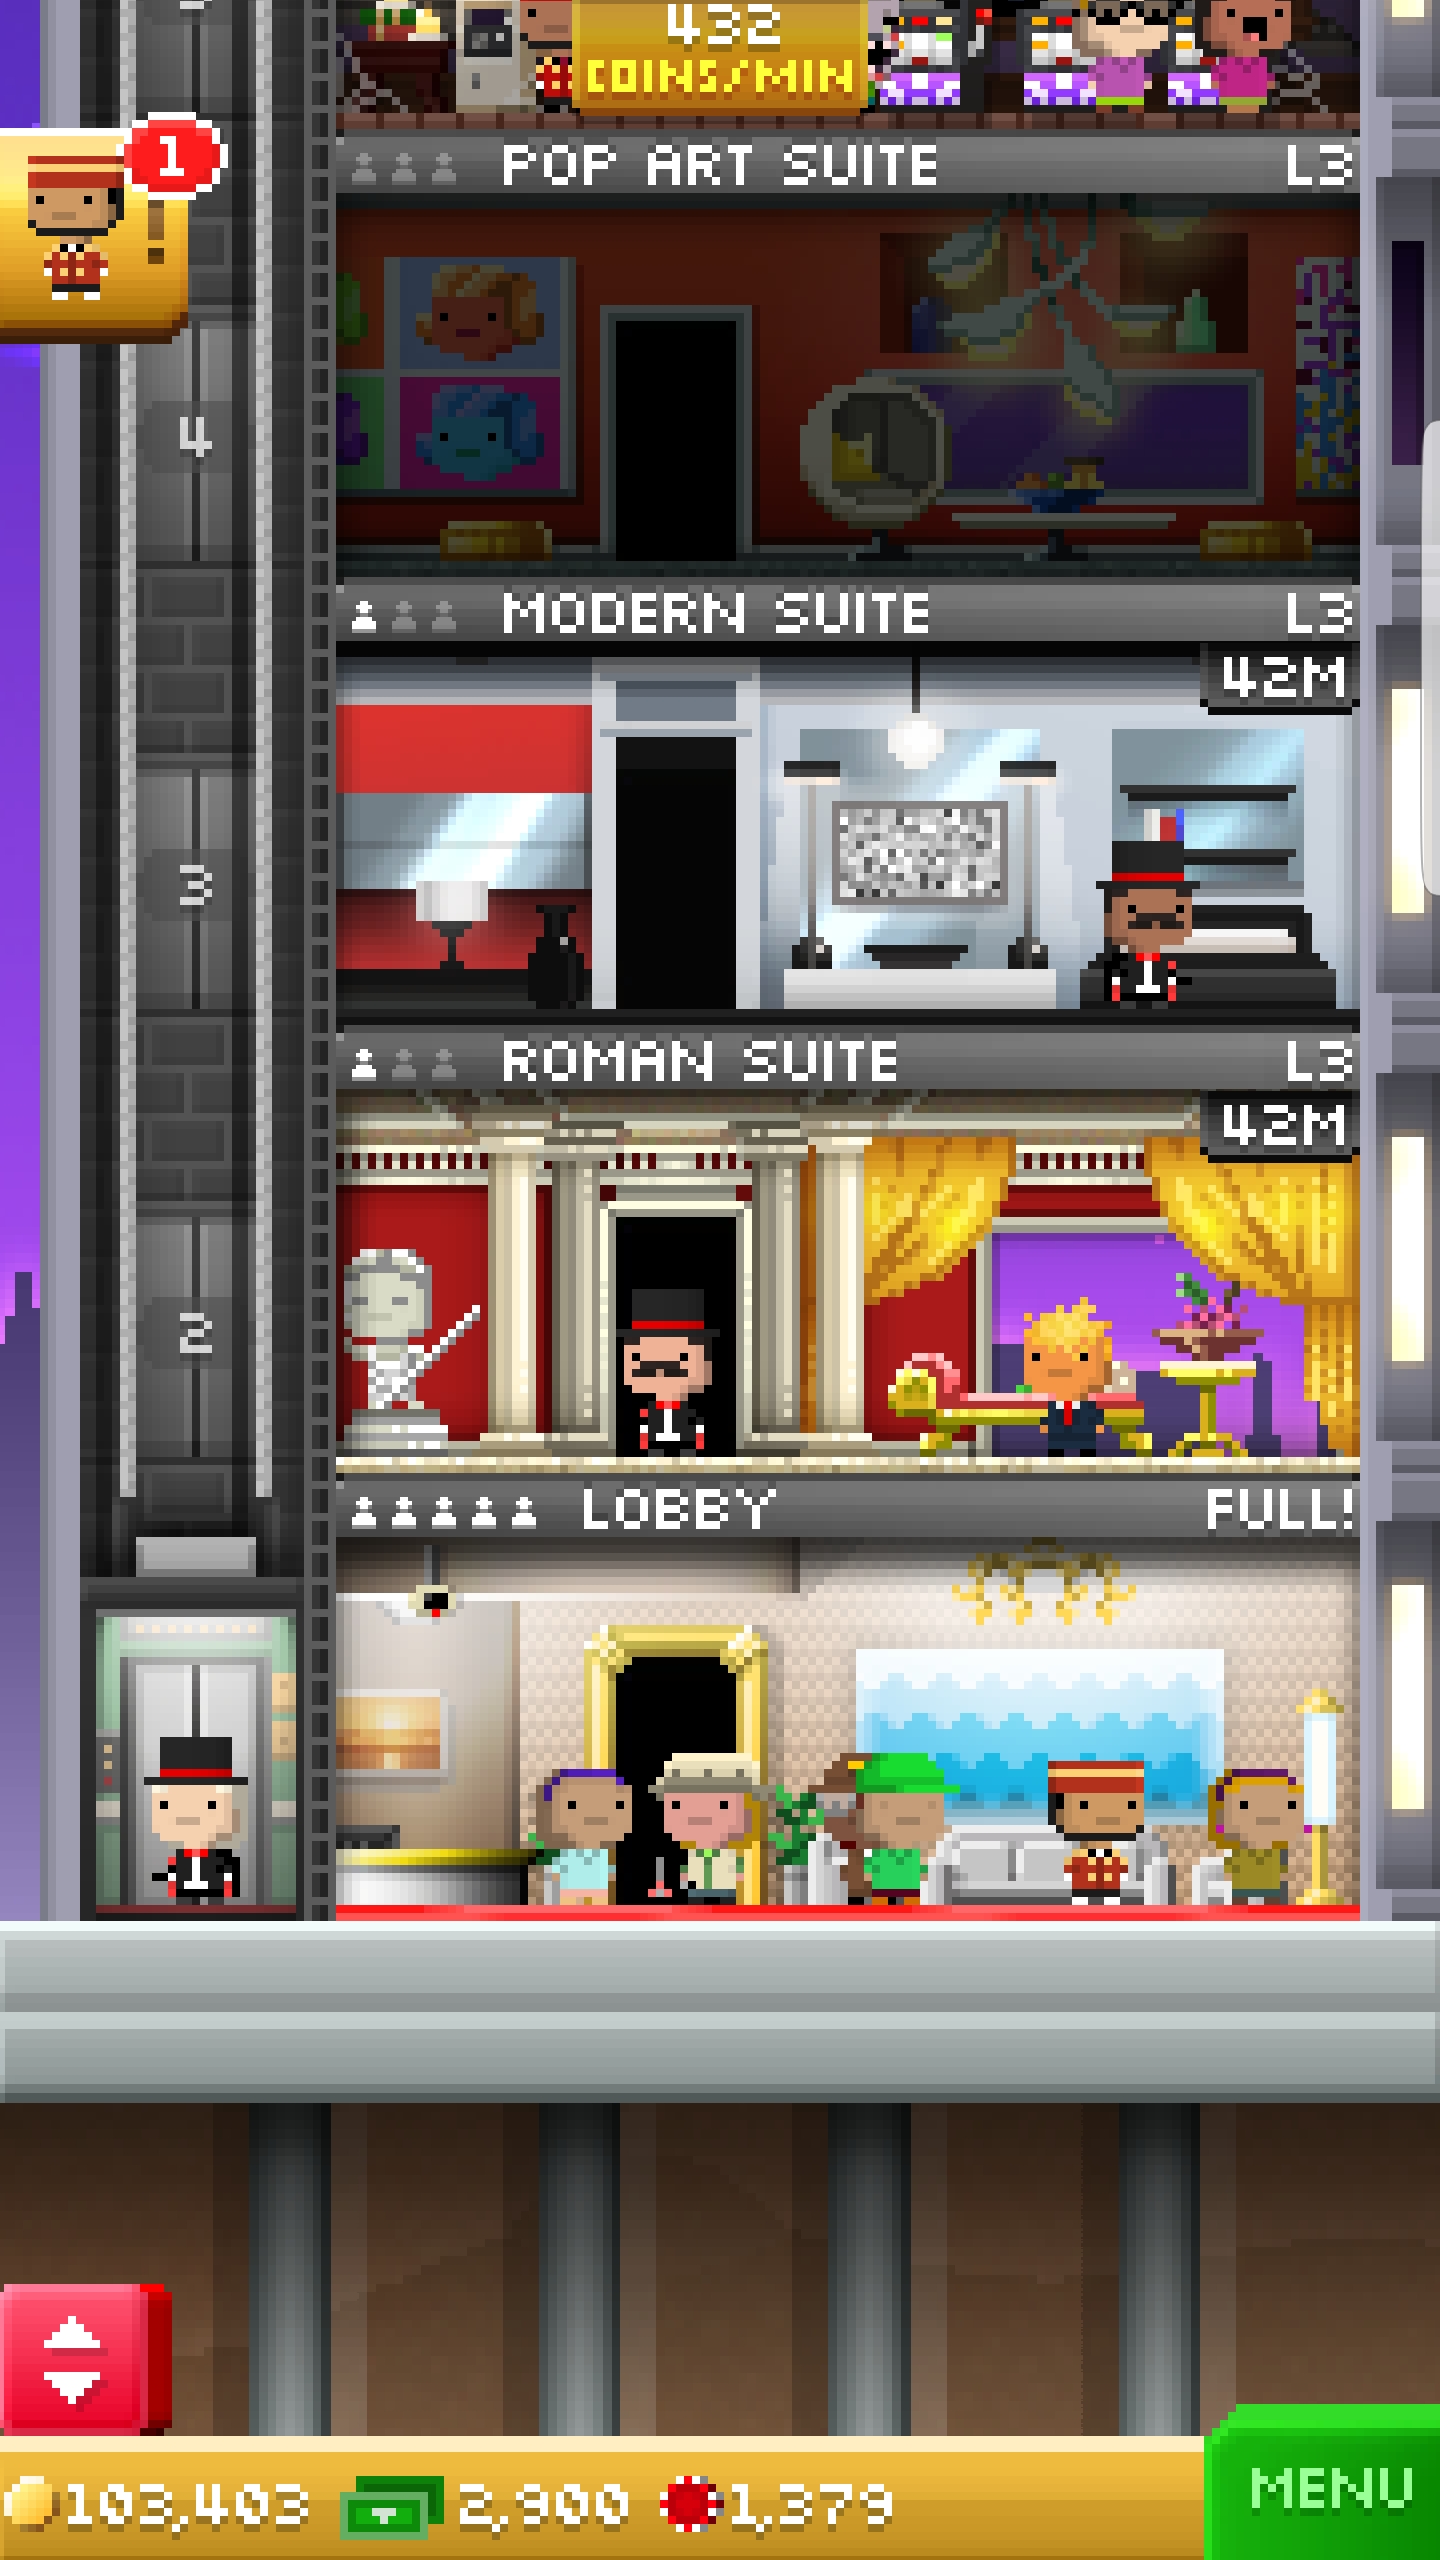 432
COINS/MIN
1
POP ART SUITE L3
4
MODERN SUITE L3
42M
3
ROMAN SUITE L3
42M
2
LOBBY FULL!
103,403 2,900 1,379
MENU